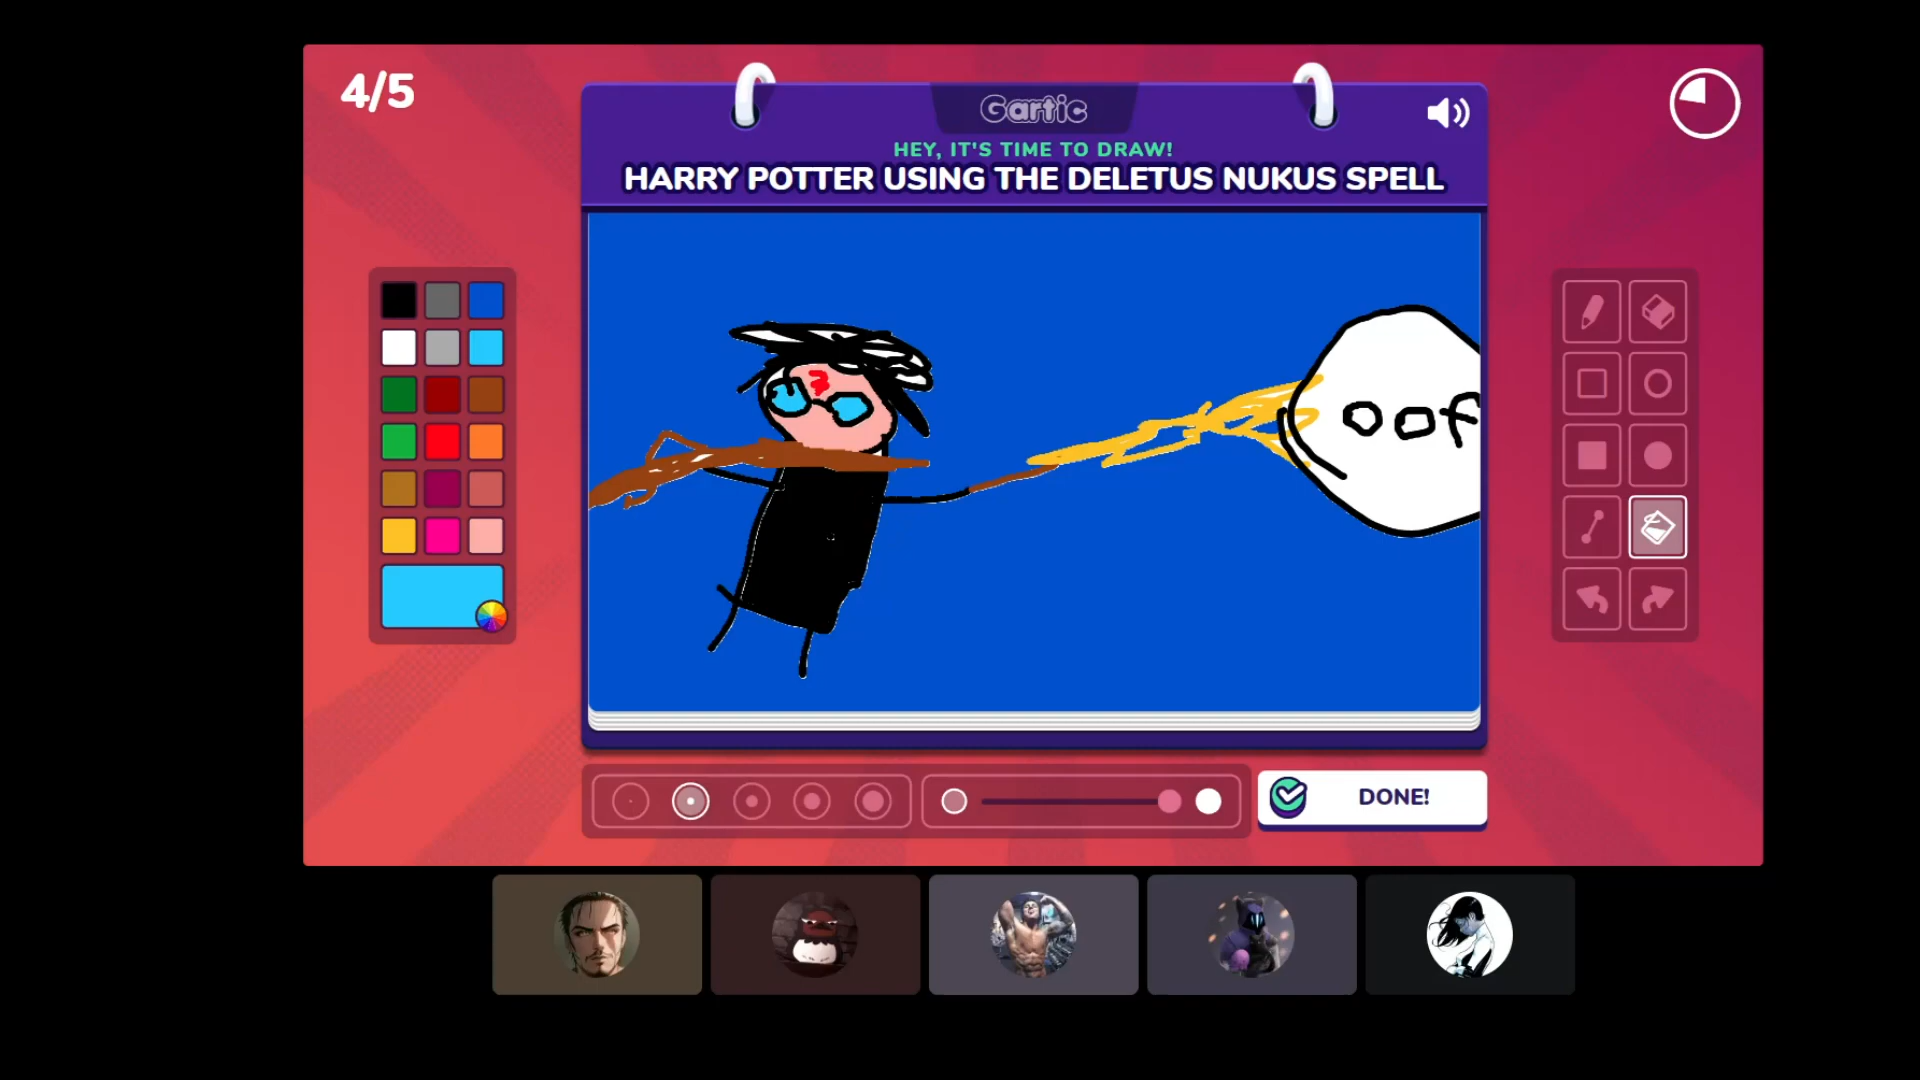 4/5
Gartic
HEY, IT'S TIME TO DRAW!
HARRY POTTER USING THE DELETUS NUKUS SPELL
oof
DONE!